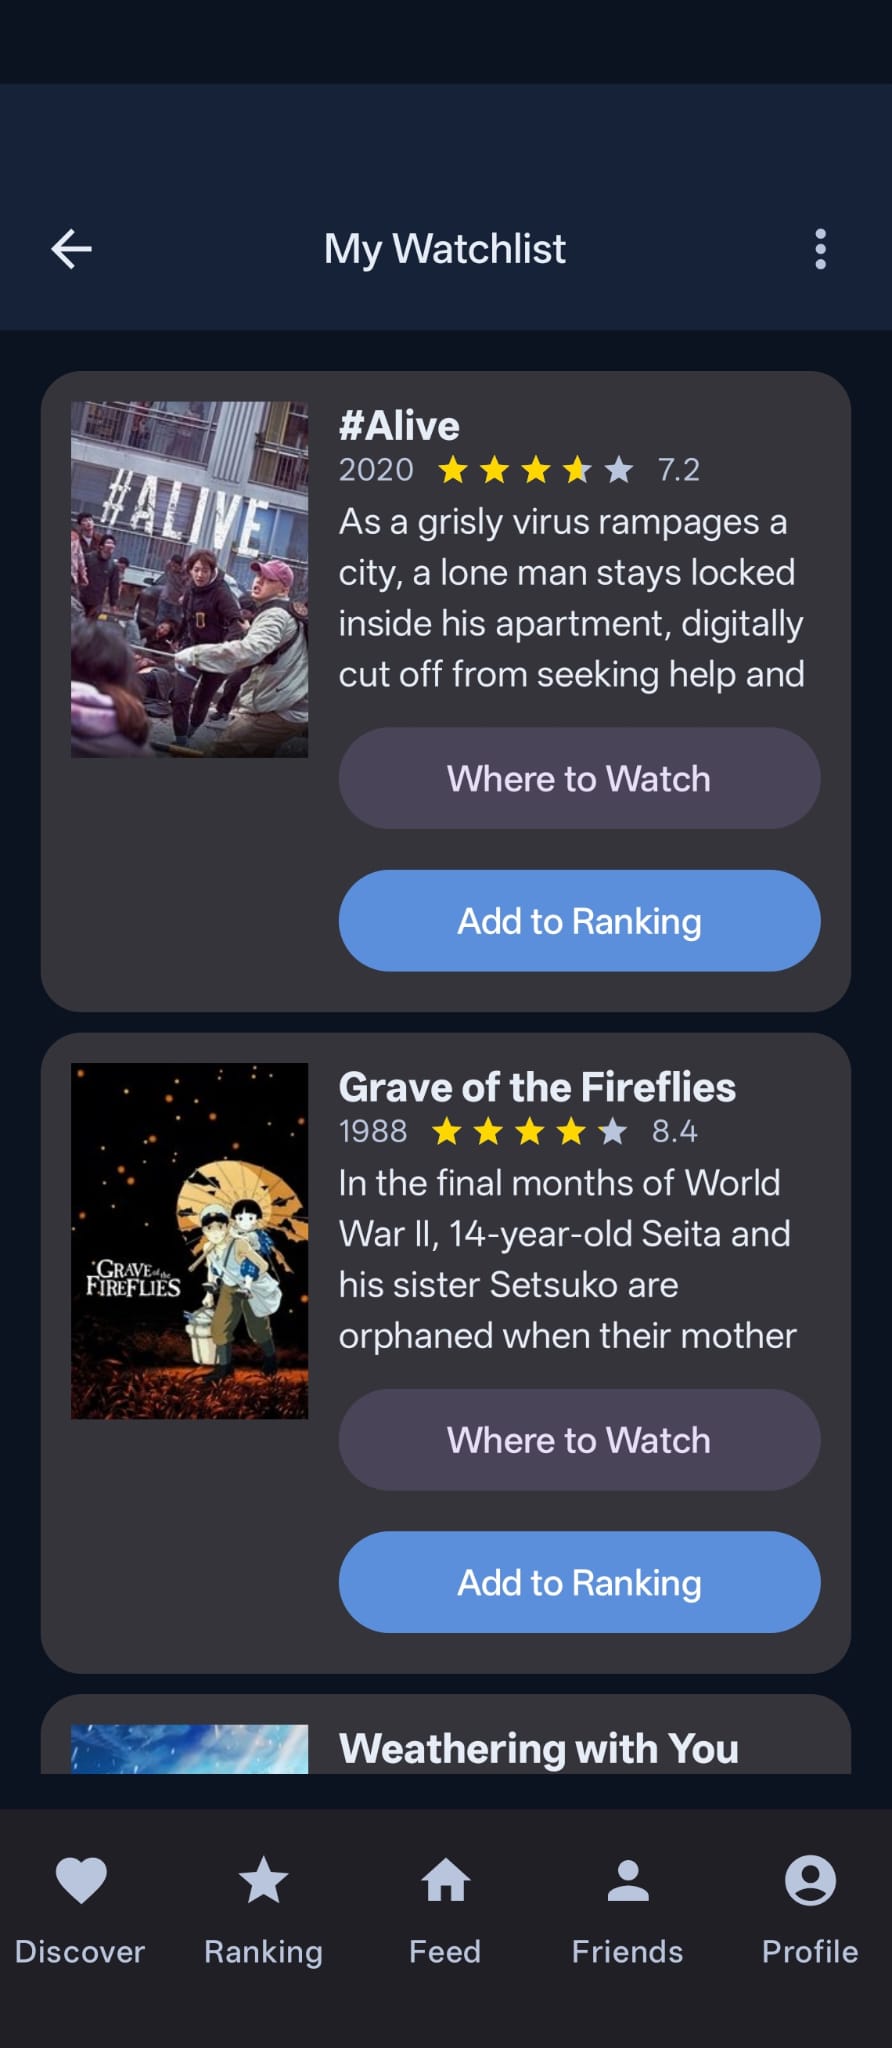 My Watchlist
#ALIVE
#Alive
2020 7.2
As a grisly virus rampages a
city, a lone man stays locked
inside his apartment, digitally
cut off from seeking help and
Where to Watch
Add to Ranking
GRAVE of the
FIREFLIES
Grave of the Fireflies
1988 8.4
In the final months of World
War II, 14-year-old Seita and
his sister Setsuko are
orphaned when their mother
Where to Watch
Add to Ranking
Weathering with You
Discover Ranking Feed Friends Profile